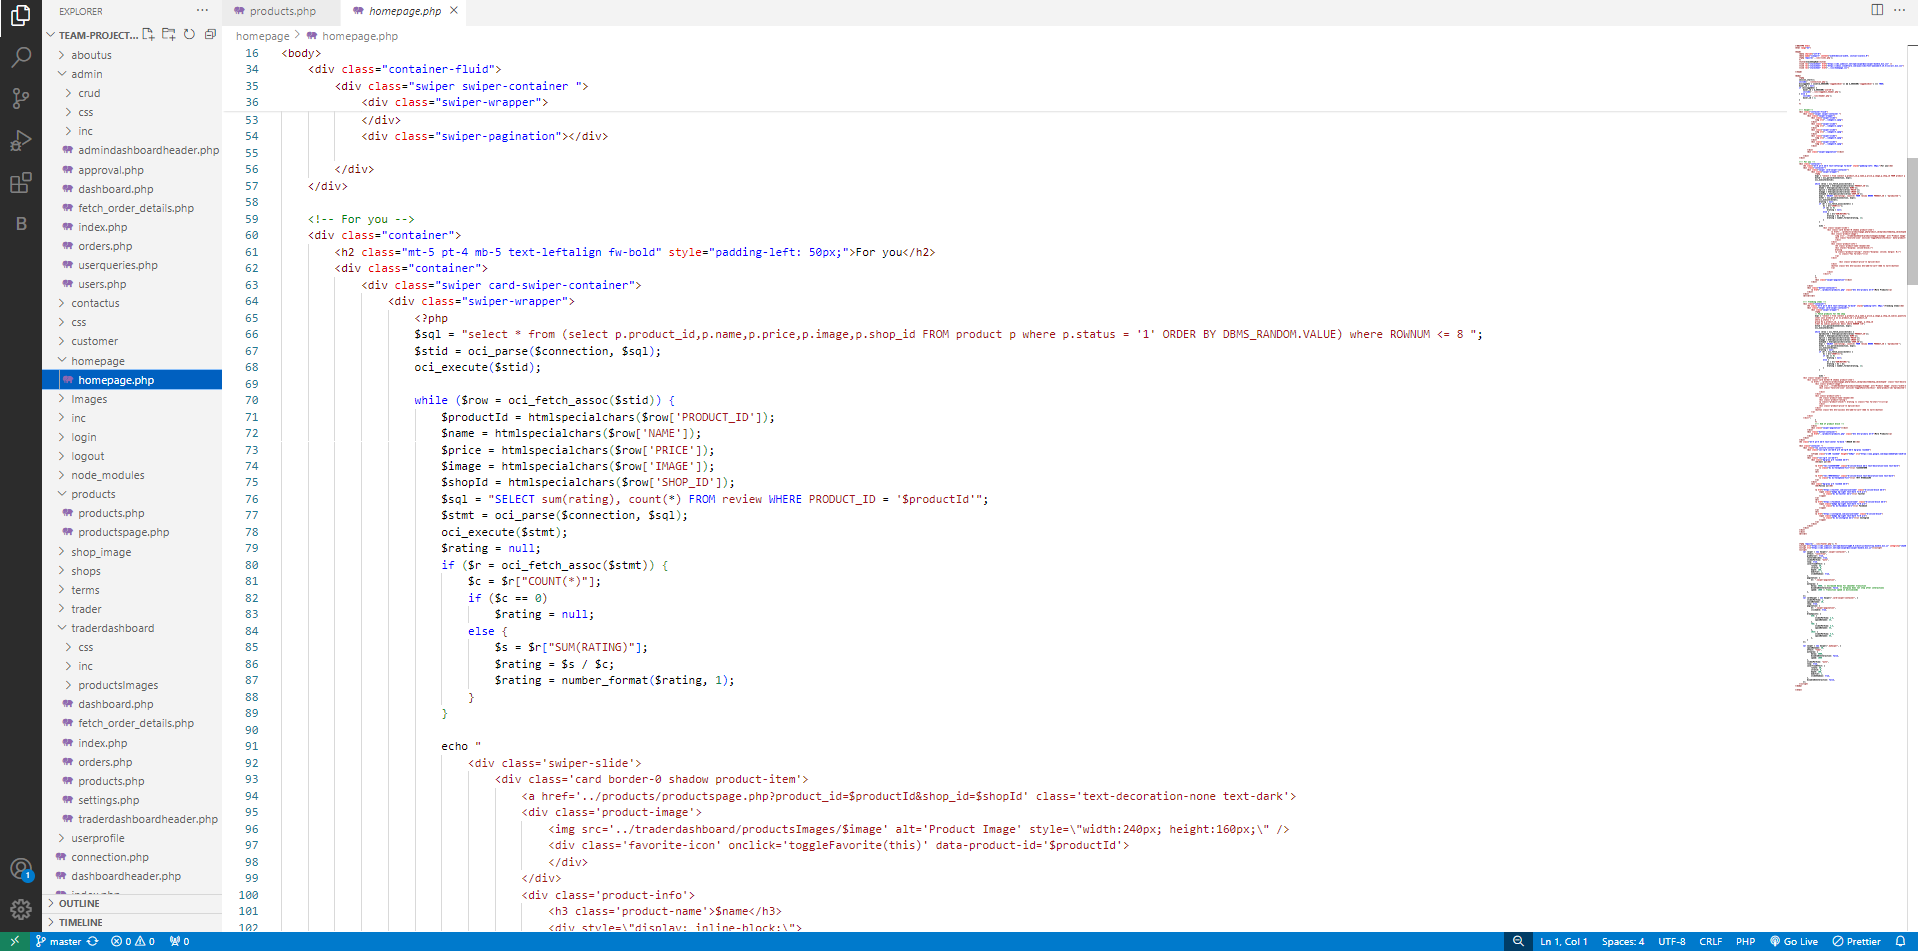 EXPLORER
products.php
homepage.php
TEAM-PROJECT...
homepage > homepage.php
aboutus
admin
crud
css
inc
admindashboardheader.php
approval.php
dashboard.php
fetch_order_details.php
index.php
orders.php
userqueries.php
users.php
contactus
css
customer
homepage
homepage.php
Images
inc
login
logout
node_modules
products
products.php
productspage.php
shop_image
shops
terms
trader
traderdashboard
css
inc
productsImages
dashboard.php
fetch_order_details.php
index.php
orders.php
products.php
settings.php
traderdashboardheader.php
userprofile
connection.php
dashboardheader.php
index.php
OUTLINE
TIMELINE
B
1
16 <body>
34 <div class="container-fluid">
35 <div class="swiper swiper-container ">
36 <div class="swiper-wrapper">
53 </div>
54 <div class="swiper-pagination"></div>
55
56 </div>
57 </div>
58
59 <!-- For you -->
60 <div class="container">
61 <h2 class="mt-5 pt-4 mb-5 text-leftalign fw-bold" style="padding-left: 50px;">For you</h2>
62 <div class="container">
63 <div class="swiper card-swiper-container">
64 <div class="swiper-wrapper">
65 <?php
66 $sql = "select * from (select p.product_id,p.name,p.price,p.image,p.shop_id FROM product p where p.status = '1' ORDER BY DBMS_RANDOM.VALUE) where ROWNUM <= 8 ";
67 $stid = oci_parse($connection, $sql);
68 oci_execute($stid);
69
70 while ($row = oci_fetch_assoc($stid)) {
71 $productId = htmlspecialchars($row['PRODUCT_ID']);
72 $name = htmlspecialchars($row['NAME']);
73 $price = htmlspecialchars($row['PRICE']);
74 $image = htmlspecialchars($row['IMAGE']);
75 $shopId = htmlspecialchars($row['SHOP_ID']);
76 $sql = "SELECT sum(rating), count(*) FROM review WHERE PRODUCT_ID = '$productId'";
77 $stmt = oci_parse($connection, $sql);
78 oci_execute($stmt);
79 $rating = null;
80 if ($r = oci_fetch_assoc($stmt)) {
81 $c = $r["COUNT(*)"];
82 if ($c == 0)
83 $rating = null;
84 else {
85 $s = $r["SUM(RATING)"];
86 $rating = $s / $c;
87 $rating = number_format($rating, 1);
88 }
89 }
90
91 echo "
92 <div class='swiper-slide'>
93 <div class='card border-0 shadow product-item'>
94 <a href='../products/productspage.php?product_id=$productId&shop_id=$shopId' class='text-decoration-none text-dark'>
95 <div class='product-image'>
96 <img src='../traderdashboard/productsImages/$image' alt='Product Image' style=\"width:240px; height:160px;\" />
97 <div class='favorite-icon' onclick='toggleFavorite(this)' data-product-id='$productId'>
98 </div>
99 </div>
100 <div class='product-info'>
101 <h3 class='product-name'>$name</h3>
102 <div style=\"display: inline-block;\">
master 0 0 0 Ln 1, Col 1 Spaces: 4 UTF-8 CRLF PHP Go Live Prettier